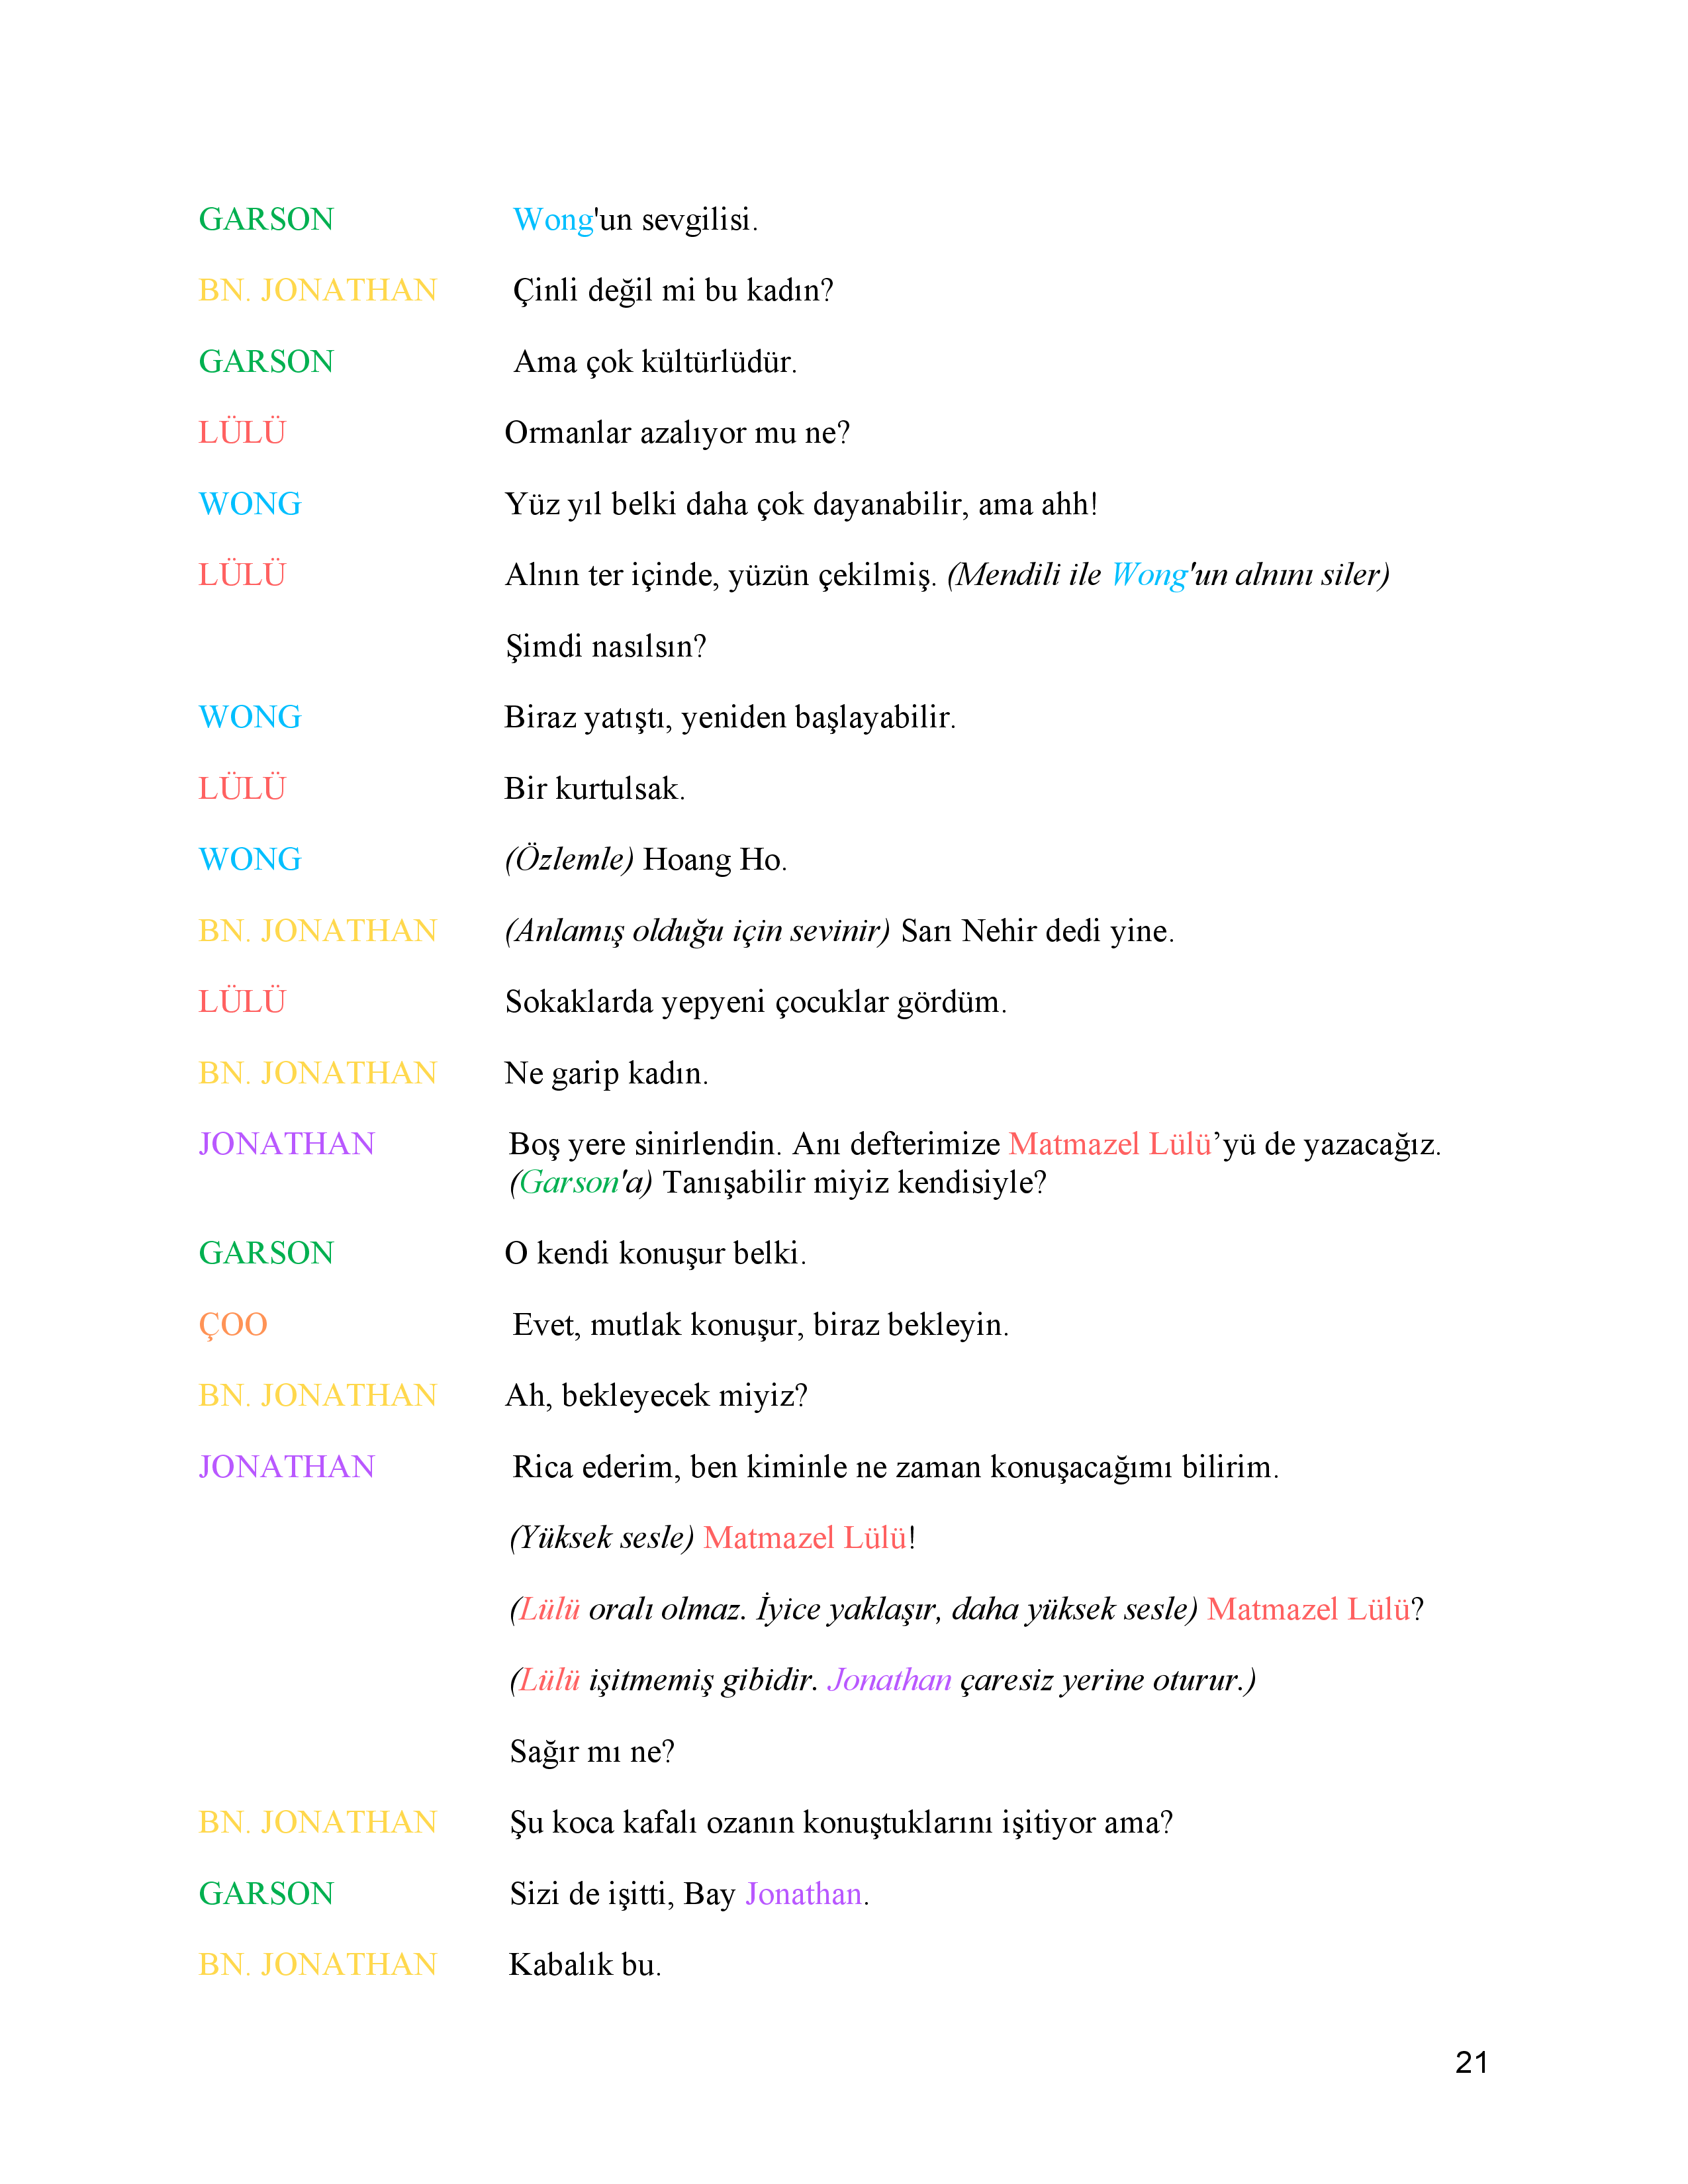 GARSON Wong'un sevgilisi.
BN. JONATHAN Çinli değil mi bu kadın?
GARSON Ama çok kültürlüdür.
LÜLÜ Ormanlar azalıyor mu ne?
WONG Yüz yıl belki daha çok dayanabilir, ama ahh!
LÜLÜ Alnın ter içinde, yüzün çekilmiş. (Mendili ile Wong'un alnını siler)
Şimdi nasılsın?
WONG Biraz yatıştı, yeniden başlayabilir.
LÜLÜ Bir kurtulsak.
WONG (Özlemle) Hoang Ho.
BN. JONATHAN (Anlamış olduğu için sevinir) Sarı Nehir dedi yine.
LÜLÜ Sokaklarda yepyeni çocuklar gördüm.
BN. JONATHAN Ne garip kadın.
JONATHAN Boş yere sinirlendin. Anı defterimize Matmazel Lülü’yü de yazacağız.
(Garson'a) Tanışabilir miyiz kendisiyle?
GARSON O kendi konuşur belki.
ÇOO Evet, mutlak konuşur, biraz bekleyin.
BN. JONATHAN Ah, bekleyecek miyiz?
JONATHAN Rica ederim, ben kiminle ne zaman konuşacağımı bilirim.
(Yüksek sesle) Matmazel Lülü!
(Lülü oralı olmaz. İyice yaklaşır, daha yüksek sesle) Matmazel Lülü?
(Lülü işitmemiş gibidir. Jonathan çaresiz yerine oturur.)
Sağır mı ne?
BN. JONATHAN Şu koca kafalı ozanın konuştuklarını işitiyor ama?
GARSON Sizi de işitti, Bay Jonathan.
BN. JONATHAN Kabalık bu.
21